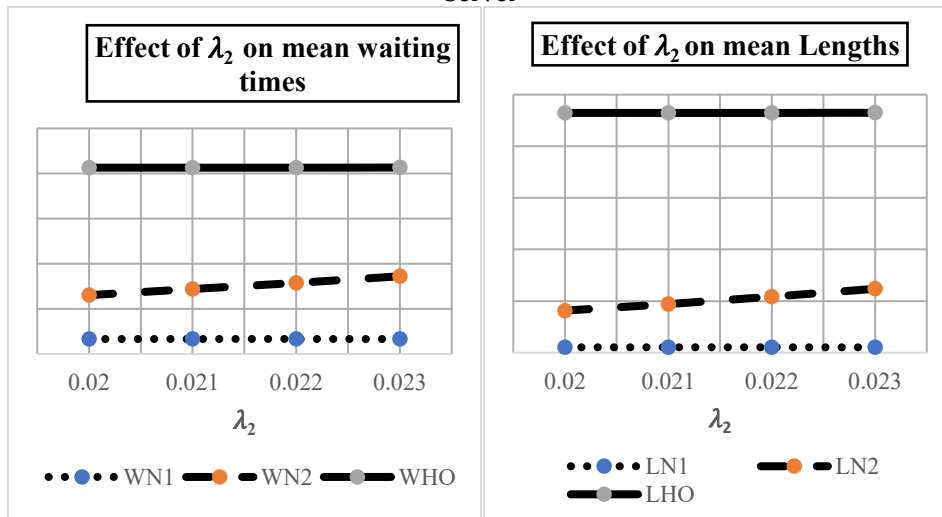 Effect of λ₂ on mean waiting
times
0.02 0.021 0.022 0.023
λ₂
WN1 WN2 WHO
Effect of λ₂ on mean Lengths
0.02 0.021 0.022 0.023
λ₂
LN1 LN2
LHO